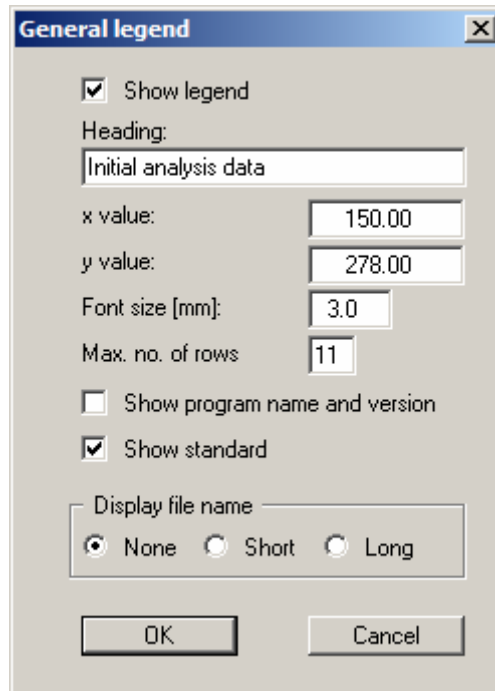 General legend
Show legend
Heading:
Initial analysis data
x value: 150.00
y value: 278.00
Font size [mm]: 3.0
Max. no. of rows 11
Show program name and version
Show standard
Display file name
None Short Long
OK Cancel